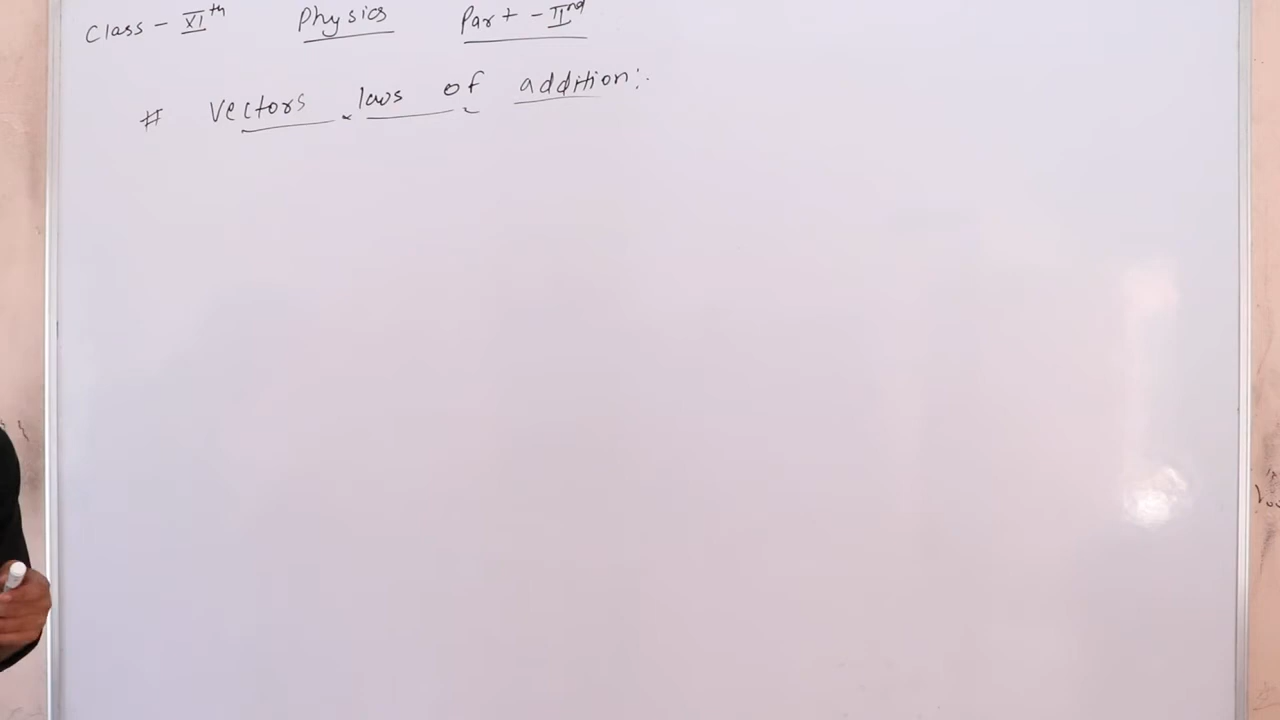 Class - XIth Physics Part - IInd
# Vectors laws of addition: